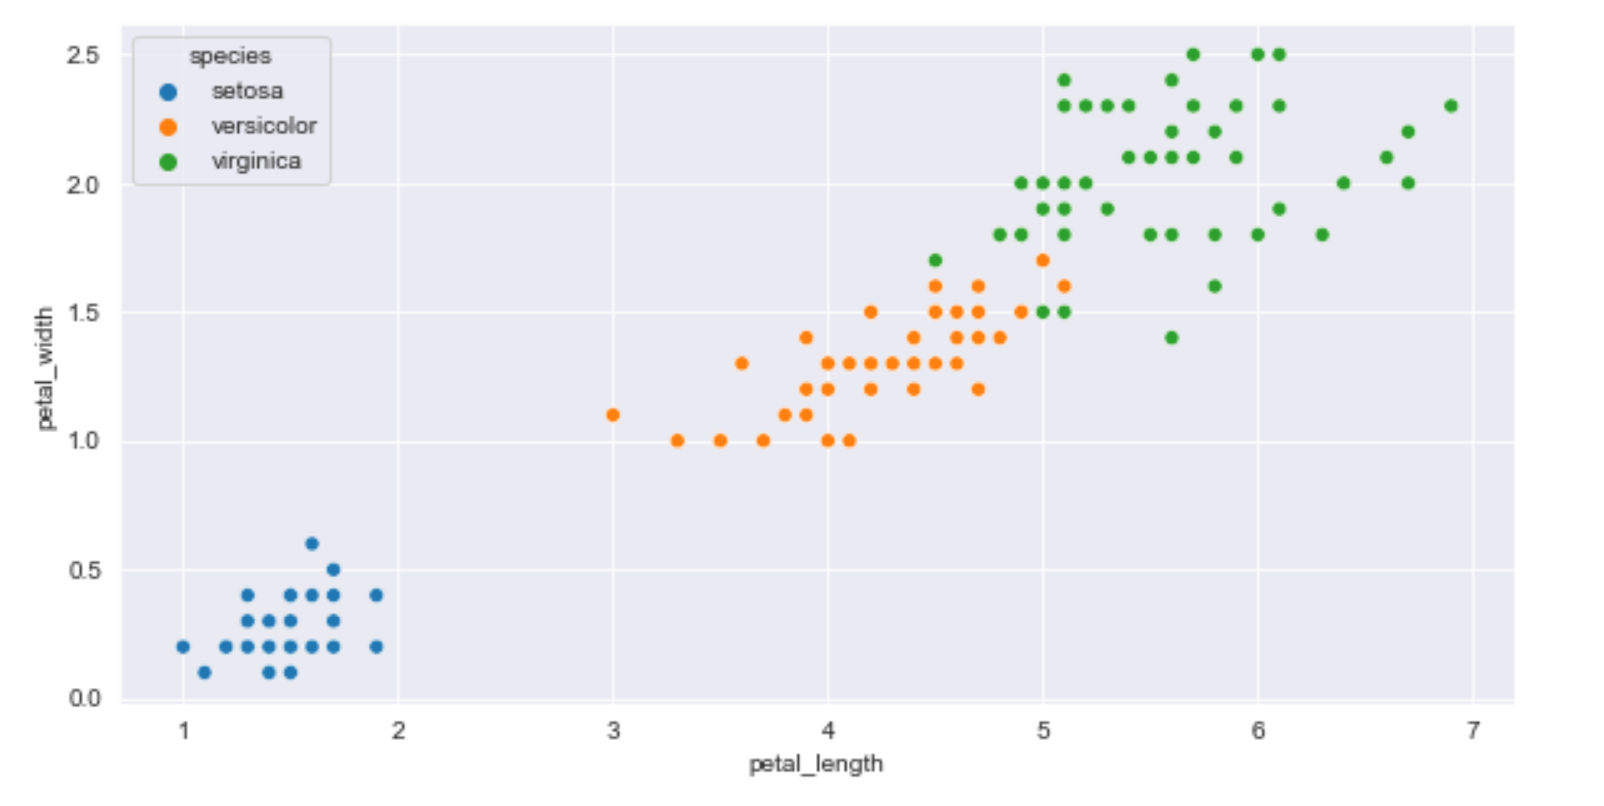 species
setosa
versicolor
virginica
2.5
2.0
1.5
1.0
0.5
0.0
petal_width
1 2 3 4 5 6 7
petal_length